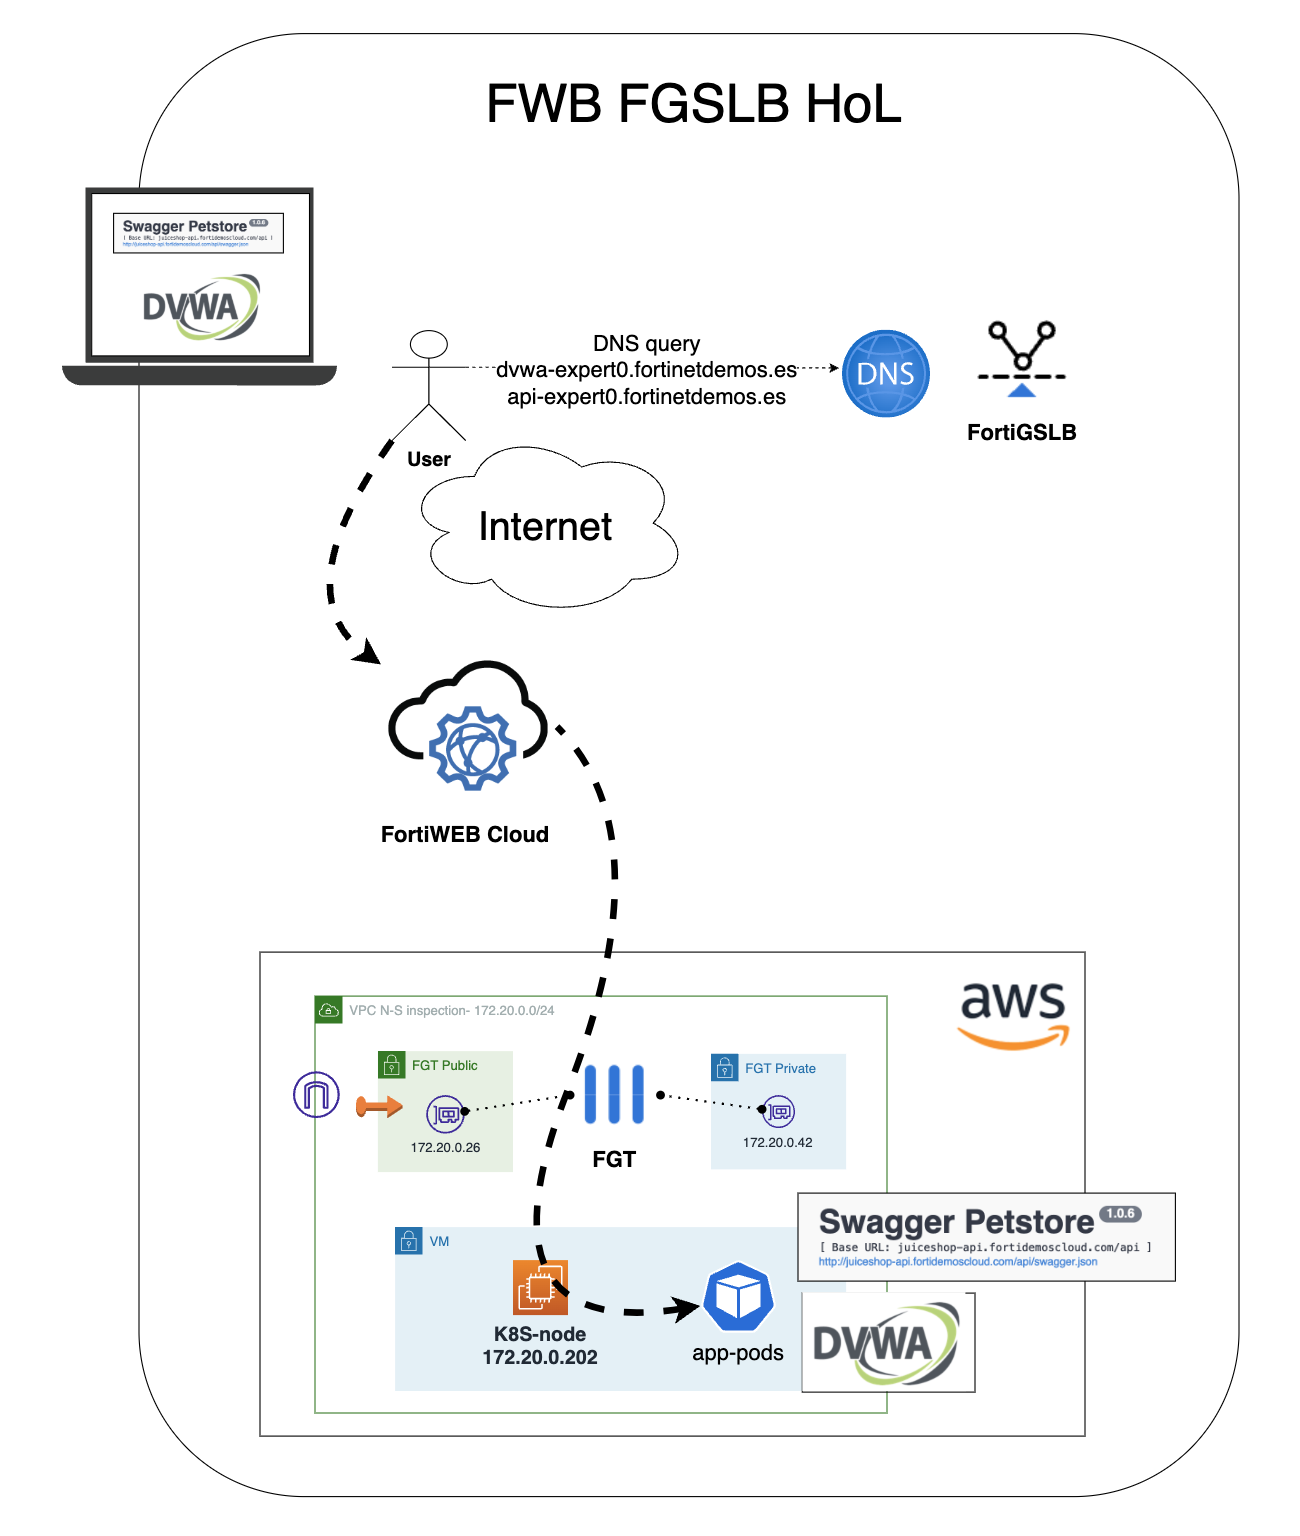 FWB FGSLB HoL
Swagger Petstore 1.0.6
[ Base URL: juiceshop-api.fortidemoscloud.com/api ]
http://juiceshop-api.fortidemoscloud.com/api/swagger.json
DVWA
DNS query
dvwa-expert0.fortinetdemos.es
api-expert0.fortinetdemos.es
DNS
FortiGSLB
User
Internet
FortiWEB Cloud
aws
VPC N-S inspection- 172.20.0.0/24
FGT Public
172.20.0.26
FGT
FGT Private
172.20.0.42
VM
K8S-node
172.20.0.202
app-pods
Swagger Petstore 1.0.6
[ Base URL: juiceshop-api.fortidemoscloud.com/api ]
http://juiceshop-api.fortidemoscloud.com/api/swagger.json
DVWA